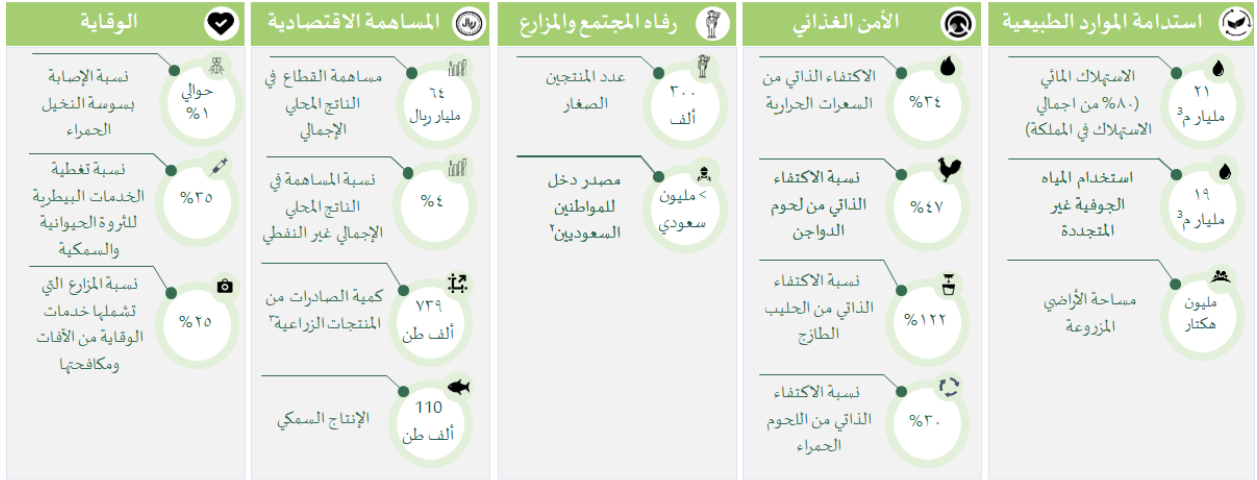 استدامة الموارد الطبيعية
الاستهلاك المائي
(٨٠% من اجمالي
الاستهلاك في المملكة)
٢١
مليار م3
استخدام المياه
الجوفية غير
المتجددة
١٩
مليار م3
مساحة الأراضي
المزروعة
مليون
هكتار
الأمن الغذائي
الاكتفاء الذاتي من
السعرات الحرارية
%٣٤
نسبة الاكتفاء
الذاتي من لحوم
الدواجن
%٤٧
نسبة الاكتفاء
الذاتي من الحليب
الطازج
%١٢٢
نسبة الاكتفاء
الذاتي من اللحوم
الحمراء
%٣٠
رفاه المجتمع والمزارع
عدد المنتجين
الصغار
٣٠٠
ألف
مصدر دخل
للمواطنين
السعوديين٢
> مليون
سعودي
المساهمة الاقتصادية
ريال
مساهمة القطاع في
الناتج المحلي
الإجمالي
٦٤
مليار ريال
نسبة المساهمة في
الناتج المحلي
الإجمالي غير النفطي
%٤
كمية الصادرات من
المنتجات الزراعية٣
٧٣٩
ألف طن
الإنتاج السمكي
110
ألف طن
الوقاية
نسبة الإصابة
بسوسة النخيل
الحمراء
حوالي
%١
نسبة تغطية
الخدمات البيطرية
للثروة الحيوانية
والسمكية
%٣٥
نسبة المزارع التي
تشملها خدمات
الوقاية من الآفات
ومكافحتها
%٢٥